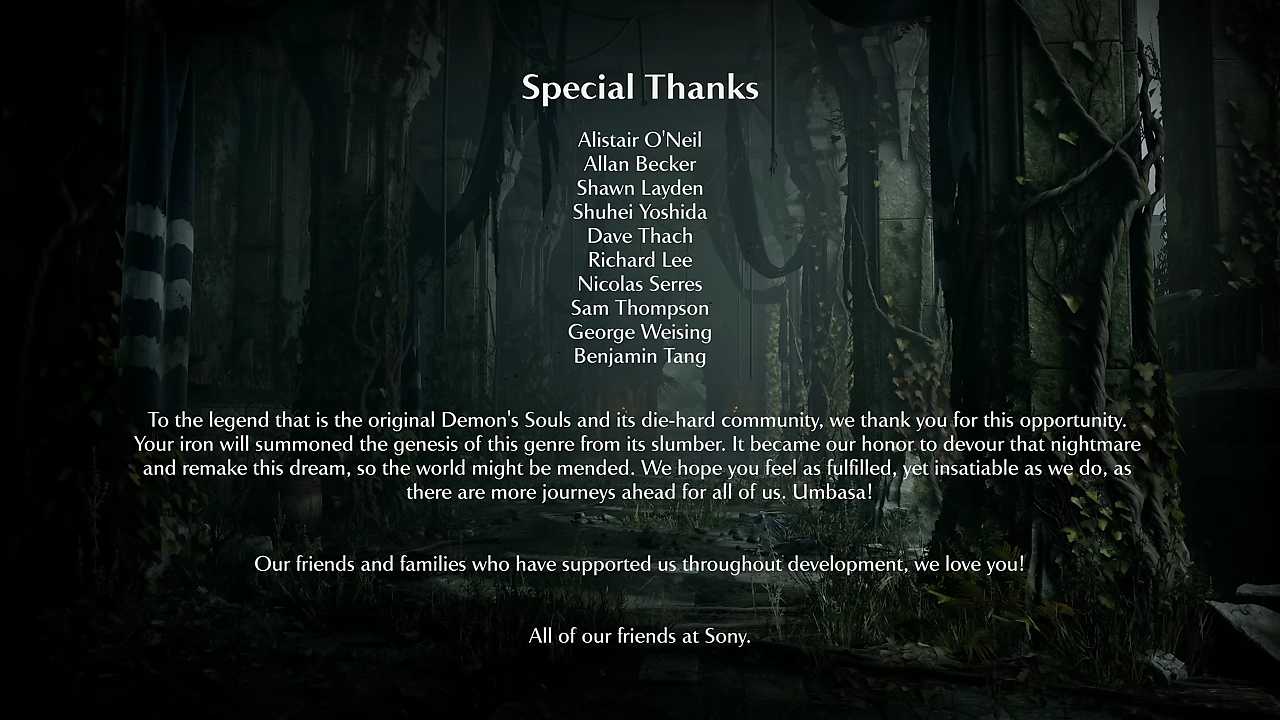 Special Thanks
Alistair O'Neil
Allan Becker
Shawn Layden
Shuhei Yoshida
Dave Thach
Richard Lee
Nicolas Serres
Sam Thompson
George Weising
Benjamin Tang
To the legend that is the original Demon's Souls and its die-hard community, we thank you for this opportunity.
Your iron will summoned the genesis of this genre from its slumber. It became our honor to devour that nightmare
and remake this dream, so the world might be mended. We hope you feel as fulfilled, yet insatiable as we do, as
there are more journeys ahead for all of us. Umbasa!
Our friends and families who have supported us throughout development, we love you!
All of our friends at Sony.